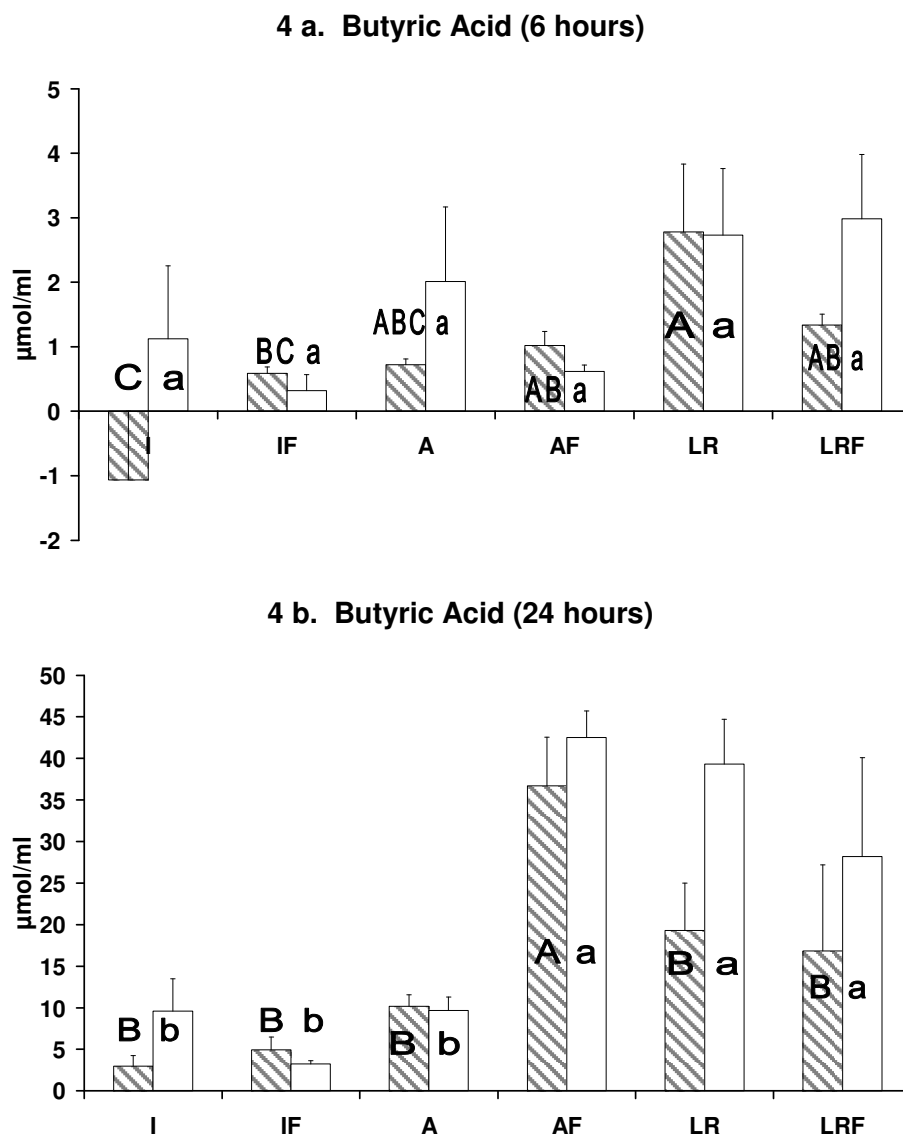 4 a. Butyric Acid (6 hours)
5
4
3
2
1
0
-1
-2
µmol/ml
C a
BC a
ABC a
AB a
A a
AB a
I IF A AF LR LRF
4 b. Butyric Acid (24 hours)
50
45
40
35
30
25
20
15
10
5
0
µmol/ml
B b
B b
B b
A a
B a
B a
I IF A AF LR LRF